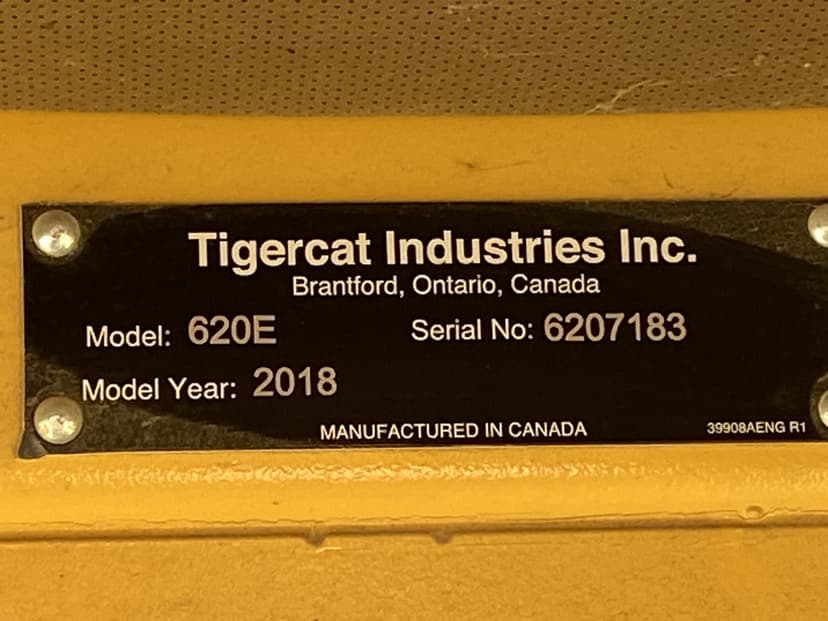 Tigercat Industries Inc.
Brantford, Ontario, Canada
Model: 620E Serial No: 6207183
Model Year: 2018
MANUFACTURED IN CANADA 39908AENG R1